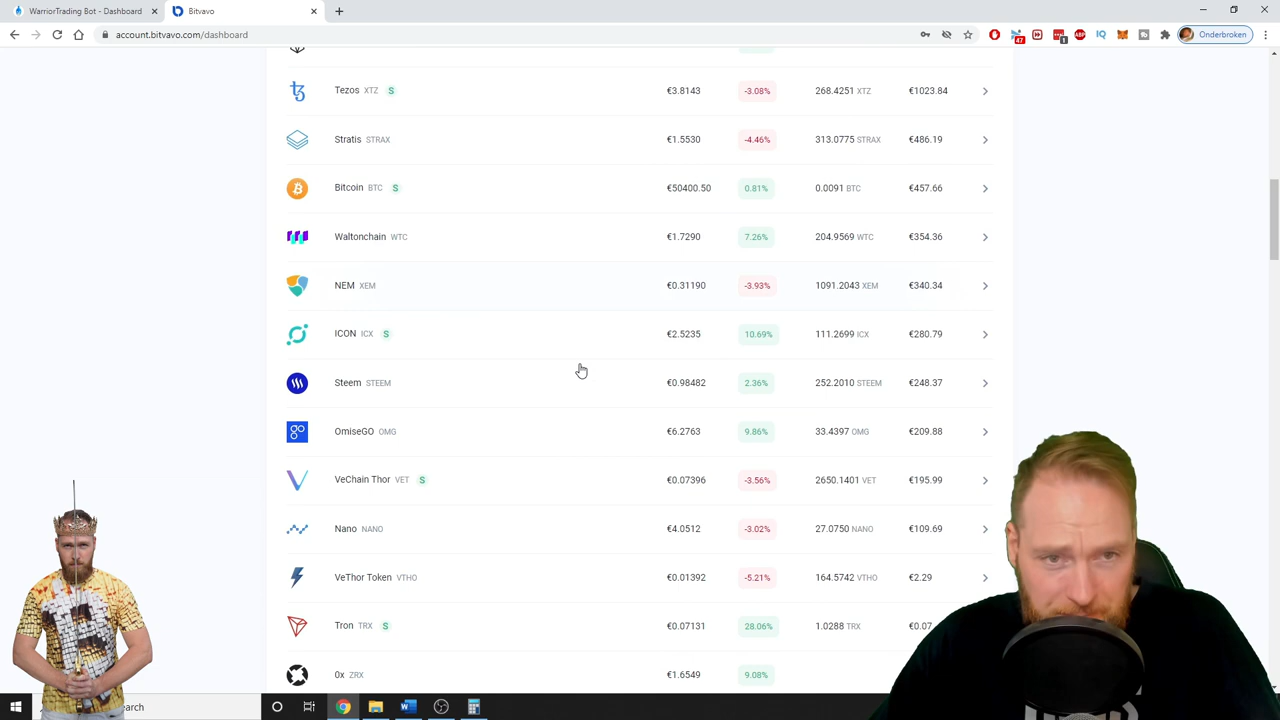 WarriorTrading Bot - Dashboard
Bitvavo
account.bitvavo.com/dashboard
47
1
ABP
IQ
Onderbroken
Tezos XTZ S €3.8143 -3.08% 268.4251 XTZ €1023.84
Stratis STRAX €1.5530 -4.46% 313.0775 STRAX €486.19
Bitcoin BTC S €50400.50 0.81% 0.0091 BTC €457.66
Waltonchain WTC €1.7290 7.26% 204.9569 WTC €354.36
NEM XEM €0.31190 -3.93% 1091.2043 XEM €340.34
ICON ICX S €2.5235 10.69% 111.2699 ICX €280.79
Steem STEEM €0.98482 2.36% 252.2010 STEEM €248.37
OmiseGO OMG €6.2763 9.86% 33.4397 OMG €209.88
VeChain Thor VET S €0.07396 -3.56% 2650.1401 VET €195.99
Nano NANO €4.0512 -3.02% 27.0750 NANO €109.69
VeThor Token VTHO €0.01392 -5.21% 164.5742 VTHO €2.29
Tron TRX S €0.07131 28.06% 1.0288 TRX €0.07
0x ZRX €1.6549 9.08%